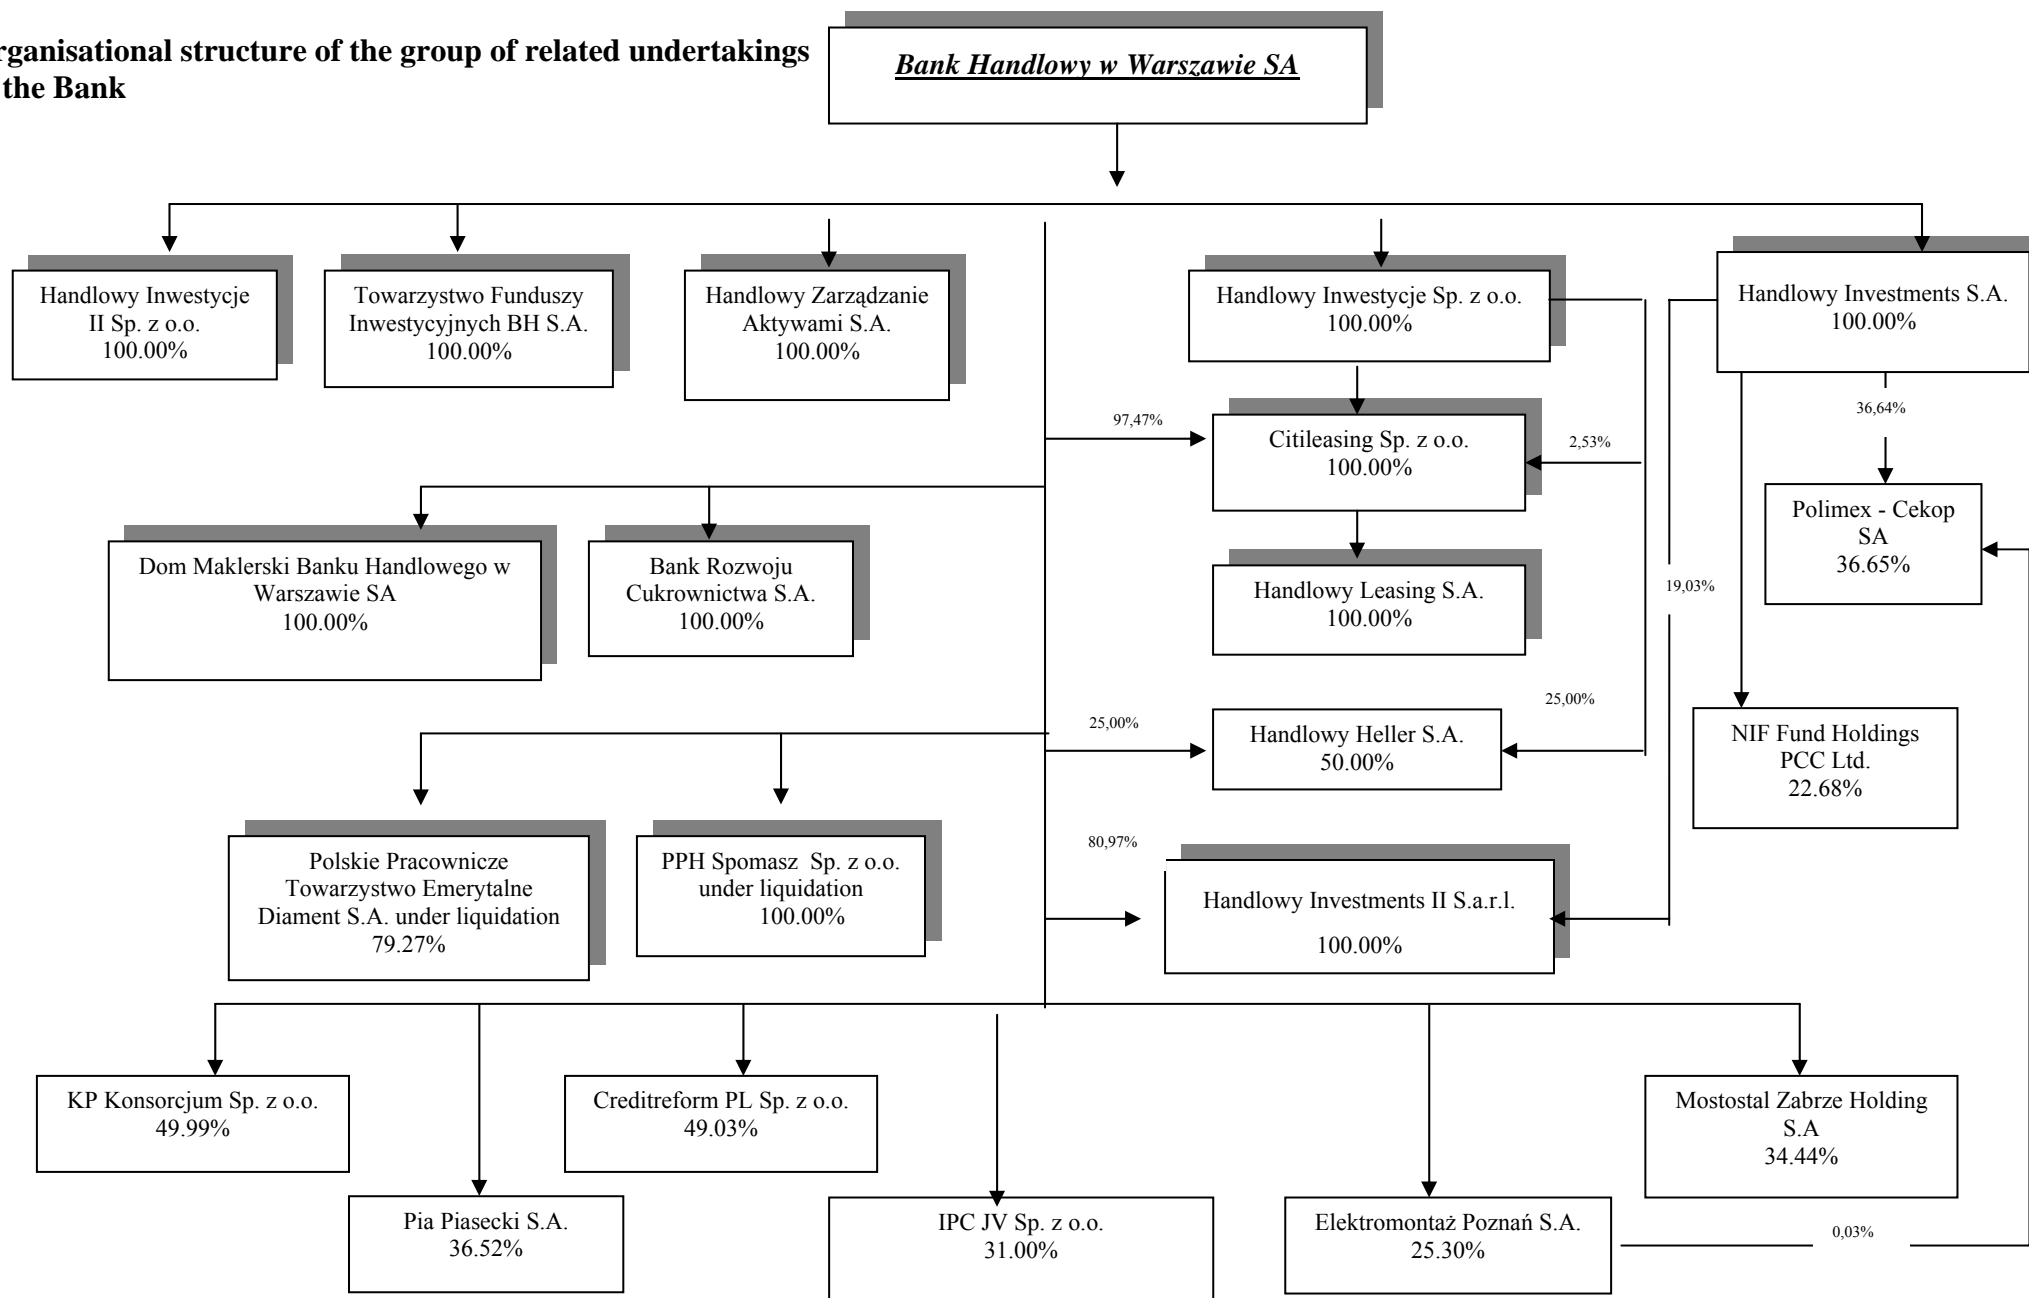 rganisational structure of the group of related undertakings
the Bank
Bank Handlowy w Warszawie SA
Handlowy Inwestycje
II Sp. z o.o.
100.00%
Towarzystwo Funduszy
Inwestycyjnych BH S.A.
100.00%
Handlowy Zarządzanie
Aktywami S.A.
100.00%
Handlowy Inwestycje Sp. z o.o.
100.00%
Handlowy Investments S.A.
100.00%
97,47%
Citileasing Sp. z o.o.
100.00%
2,53%
36,64%
Polimex - Cekop
SA
36.65%
Dom Maklerski Banku Handlowego w
Warszawie SA
100.00%
Bank Rozwoju
Cukrownictwa S.A.
100.00%
Handlowy Leasing S.A.
100.00%
19,03%
25,00%
Handlowy Heller S.A.
50.00%
25,00%
NIF Fund Holdings
PCC Ltd.
22.68%
Polskie Pracownicze
Towarzystwo Emerytalne
Diament S.A. under liquidation
79.27%
PPH Spomasz Sp. z o.o.
under liquidation
100.00%
80,97%
Handlowy Investments II S.a.r.l.
100.00%
KP Konsorcjum Sp. z o.o.
49.99%
Creditreform PL Sp. z o.o.
49.03%
Mostostal Zabrze Holding
S.A
34.44%
Pia Piasecki S.A.
36.52%
IPC JV Sp. z o.o.
31.00%
Elektromontaż Poznań S.A.
25.30%
0,03%